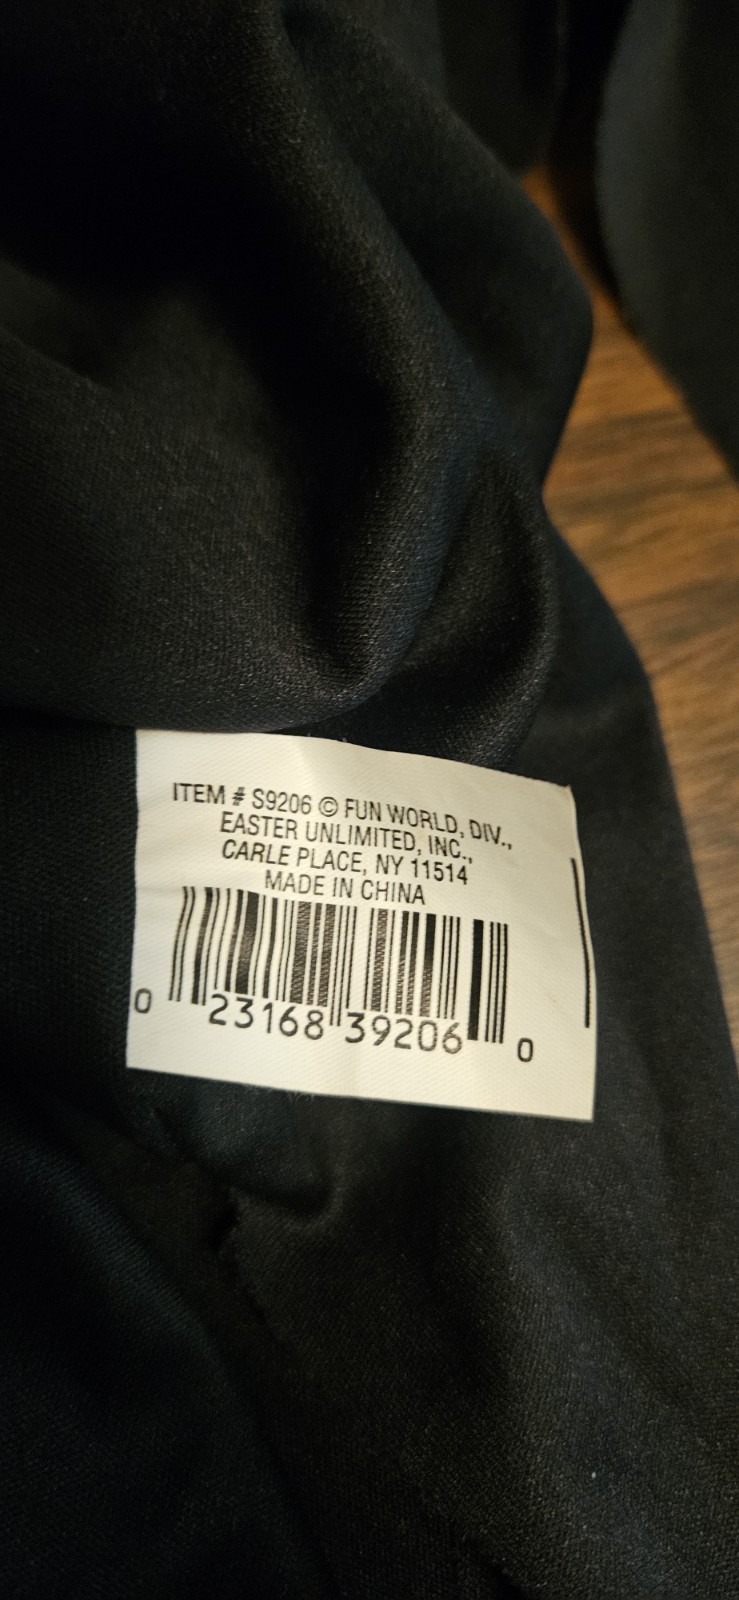 ITEM # S9206 © FUN WORLD, DIV.,
EASTER UNLIMITED, INC.,
CARLE PLACE, NY 11514
MADE IN CHINA
0 23168 39206 0